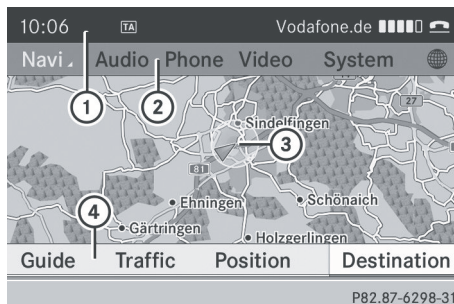 10:06 TA Vodafone.de
Navi Audio Phone Video System
1 2
27
Sindelfingen
3
81
4
Ehningen
Schönaich
Gärtringen
Holzgerlingen
Guide Traffic Position Destination
P82.87-6298-31